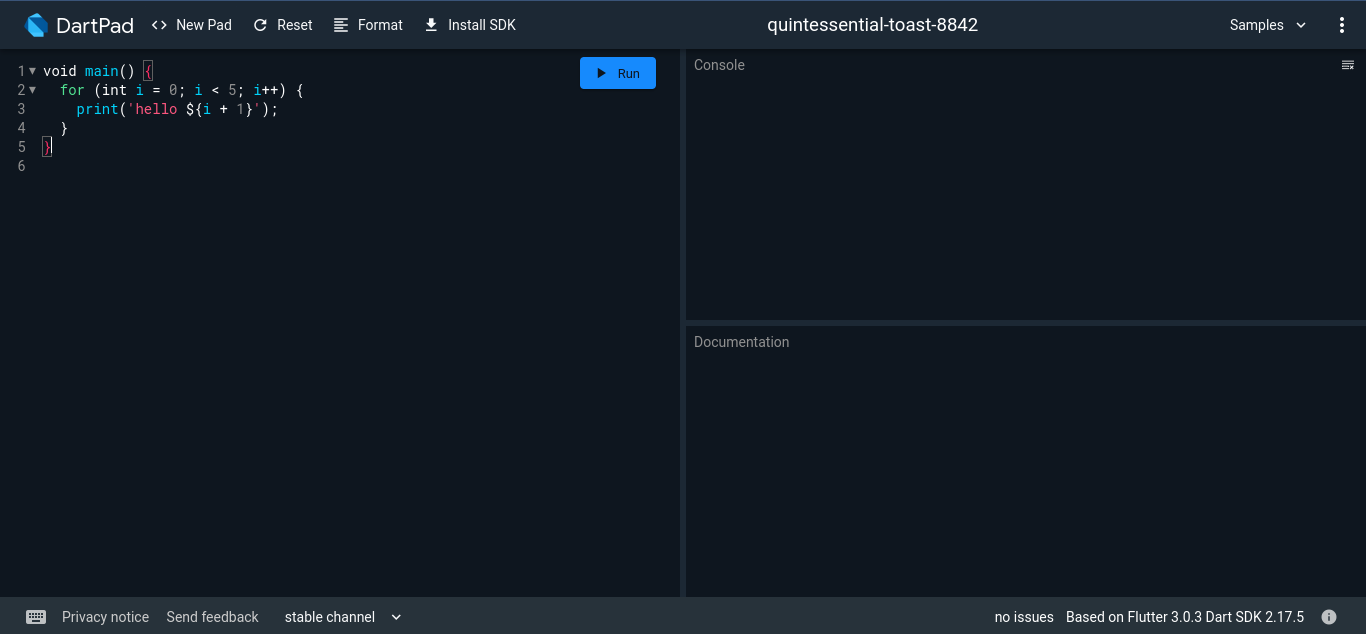 DartPad <> New Pad Reset Format Install SDK quintessential-toast-8842 Samples
1 void main() {
2   for (int i = 0; i < 5; i++) {
3     print('hello ${i + 1}');
4   }
5 }
6
Run
Console
Documentation
Privacy notice Send feedback stable channel no issues Based on Flutter 3.0.3 Dart SDK 2.17.5